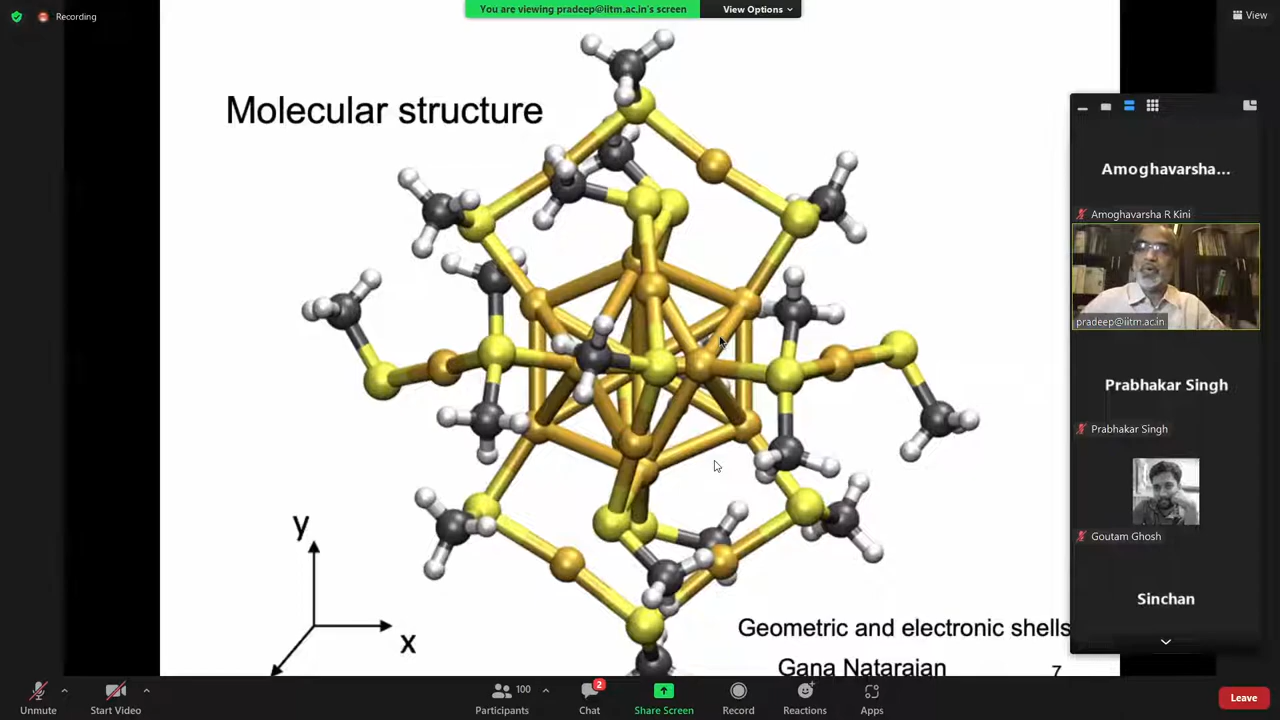 Recording
You are viewing pradeep@iitm.ac.in's screen
View Options
View
Molecular structure
Amoghavarsha...
Amoghavarsha R Kini
pradeep@iitm.ac.in
Prabhakar Singh
Prabhakar Singh
Goutam Ghosh
Sinchan
y
x
Geometric and electronic shells
Gana Natarajan
7
Unmute
Start Video
100
Participants
2
Chat
Share Screen
Record
Reactions
Apps
Leave